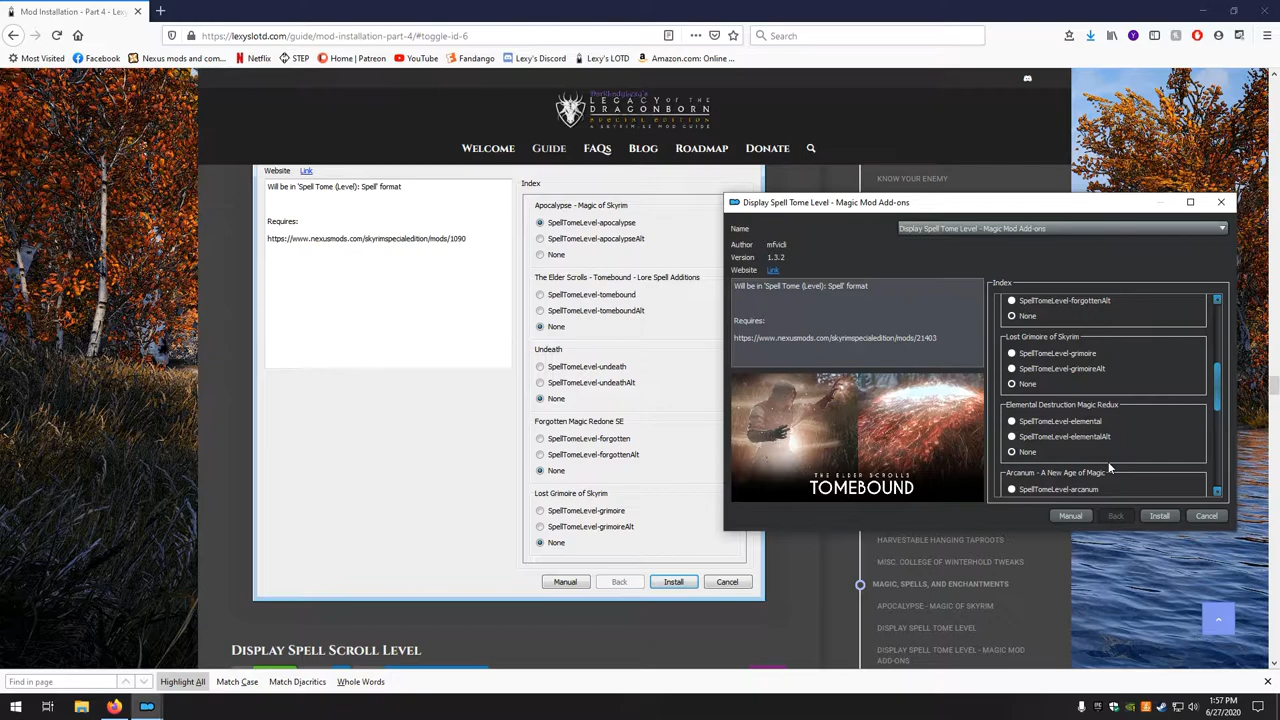 Mod Installation - Part 4 - Lexy'
https://lexyslotd.com/guide/mod-installation-part-4/#toggle-id-6
Search
Most Visited
Facebook
Nexus mods and com...
Netflix
STEP
Home | Patreon
YouTube
Fandango
Lexy's Discord
Lexy's LOTD
Amazon.com: Online ...
LEGACY OF THE
DRAGONBORN
SPECIAL EDITION
A SKYRIM:SE MOD GUIDE
WELCOME
GUIDE
FAQs
BLOG
ROADMAP
DONATE
Website Link
Will be in 'Spell Tome (Level): Spell' format
Requires:
https://www.nexusmods.com/skyrimspecialedition/mods/1090
Index
Apocalypse - Magic of Skyrim
SpellTomeLevel-apocalypse
SpellTomeLevel-apocalypseAlt
None
The Elder Scrolls - Tomebound - Lore Spell Additions
SpellTomeLevel-tomebound
SpellTomeLevel-tomeboundAlt
None
Undeath
SpellTomeLevel-undeath
SpellTomeLevel-undeathAlt
None
Forgotten Magic Redone SE
SpellTomeLevel-forgotten
SpellTomeLevel-forgottenAlt
None
Lost Grimoire of Skyrim
SpellTomeLevel-grimoire
SpellTomeLevel-grimoireAlt
None
Manual
Back
Install
Cancel
DISPLAY SPELL SCROLL LEVEL
KNOW YOUR ENEMY
Display Spell Tome Level - Magic Mod Add-ons
Name
Display Spell Tome Level - Magic Mod Add-ons
Author mfvicli
Version 1.3.2
Website Link
Will be in 'Spell Tome (Level): Spell' format
Requires:
https://www.nexusmods.com/skyrimspecialedition/mods/21403
THE ELDER SCROLLS
TOMEBOUND
Index
SpellTomeLevel-forgottenAlt
None
Lost Grimoire of Skyrim
SpellTomeLevel-grimoire
SpellTomeLevel-grimoireAlt
None
Elemental Destruction Magic Redux
SpellTomeLevel-elemental
SpellTomeLevel-elementalAlt
None
Arcanum - A New Age of Magic
SpellTomeLevel-arcanum
Manual
Back
Install
Cancel
HARVESTABLE HANGING TAPROOTS
MISC. COLLEGE OF WINTERHOLD TWEAKS
MAGIC, SPELLS, AND ENCHANTMENTS
APOCALYPSE - MAGIC OF SKYRIM
DISPLAY SPELL TOME LEVEL
DISPLAY SPELL TOME LEVEL - MAGIC MOD
ADD-ONS
Find in page
Highlight All
Match Case
Match Diacritics
Whole Words
1:57 PM
6/27/2020